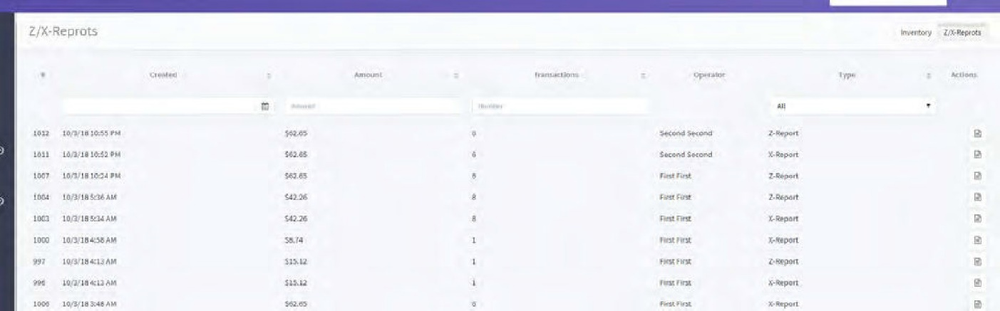 Z/X-Reprots
Inventory Z/X-Reprots
# Created Amount Transactions Operator Type Actions
Amount Number All
1012 10/3/18 10:55 PM $62.65 6 Second Second Z-Report
1011 10/3/18 10:52 PM $62.65 6 Second Second X-Report
1007 10/3/18 10:24 PM $62.65 6 First First Z-Report
1004 10/3/18 5:36 AM $42.26 8 First First Z-Report
1003 10/3/18 5:34 AM $42.26 8 First First X-Report
1000 10/3/18 4:58 AM $8.74 1 First First X-Report
997 10/3/18 4:13 AM $15.12 1 First First Z-Report
996 10/3/18 4:13 AM $15.12 1 First First X-Report
1006 10/3/18 3:48 AM $62.65 6 First First X-Report